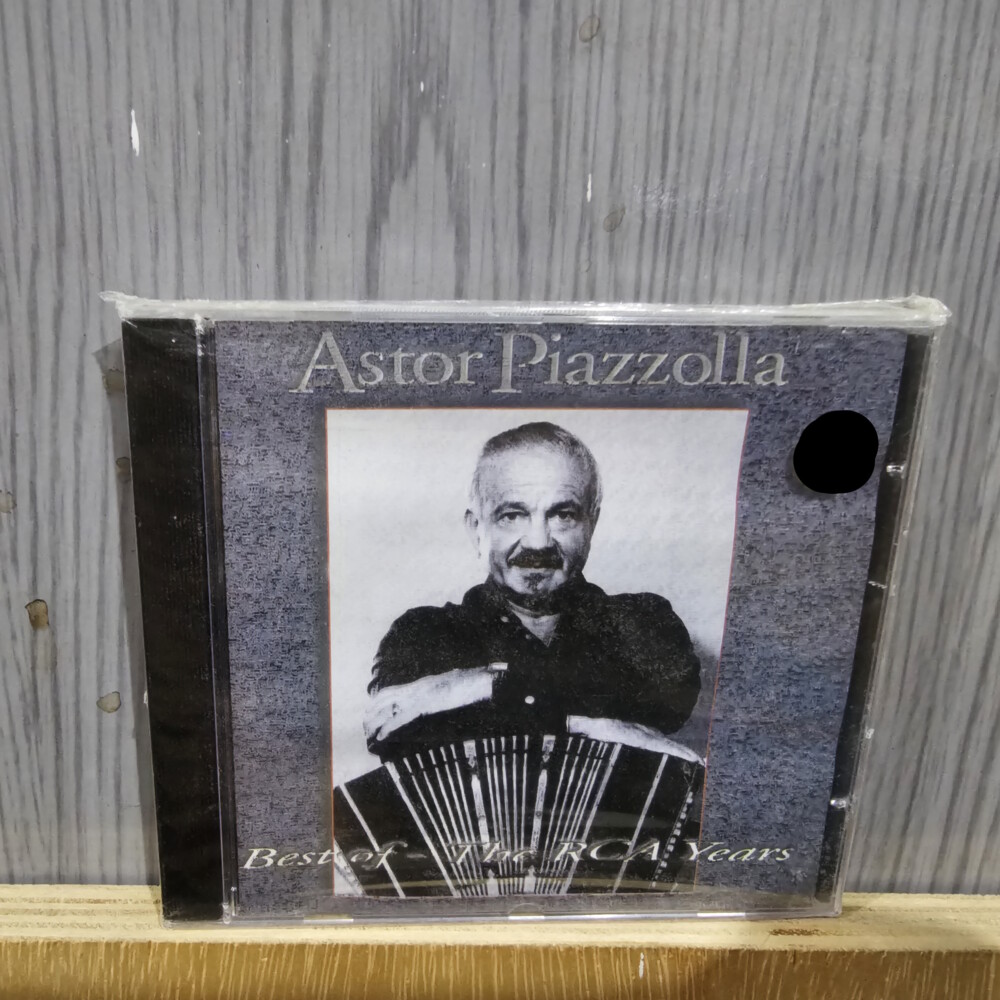 Astor Piazzolla
Best of - The RCA Years